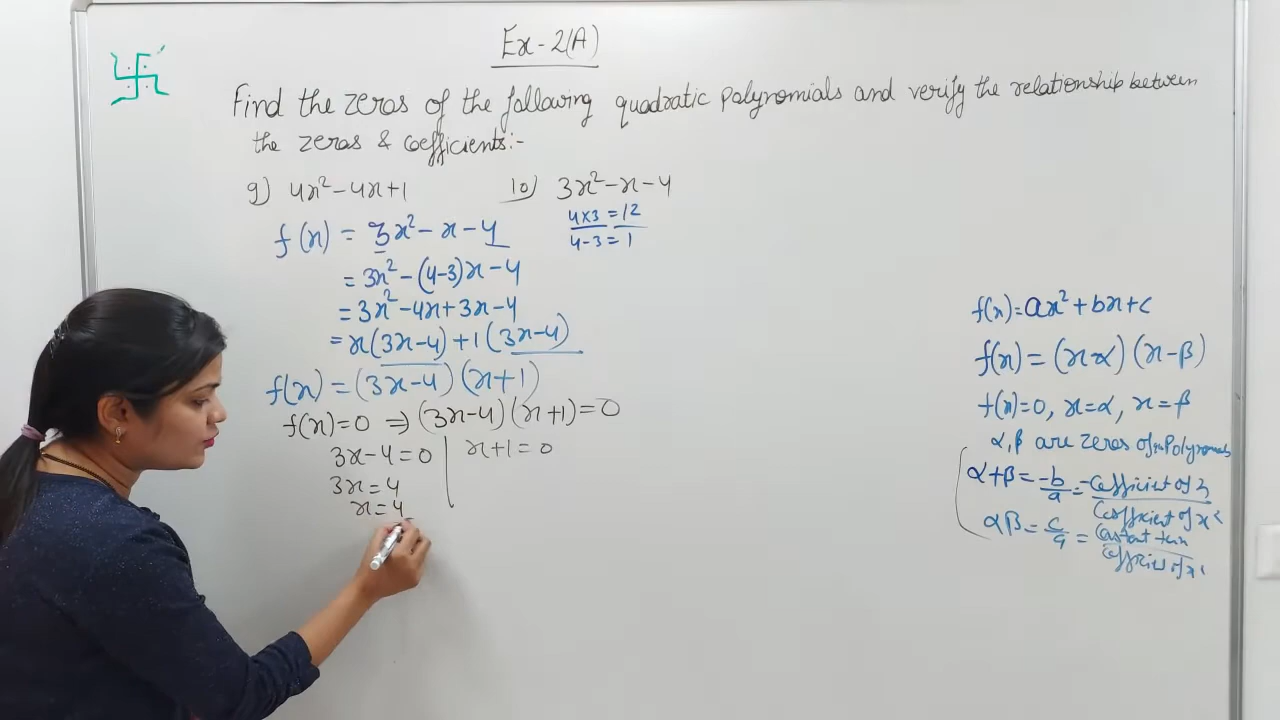 Ex - 2(A)
Find the zeros of the following quadratic polynomials and verify the relationship between
the zeros & coefficients:-
9) 4x² - 4x + 1
10) 3x² - x - 4
4×3 = 12
4-3 = 1
f(x) = 3x² - x - 4
= 3x² - (4-3)x - 4
= 3x² - 4x + 3x - 4
= x(3x-4) + 1(3x-4)
f(x) = (3x-4)(x+1)
f(x)=0 ⇒ (3x-4)(x+1)=0
3x-4=0 | x+1=0
3x=4
x=4
f(x)=ax²+bx+c
f(x) = (x-α)(x-β)
f(x)=0, x=α, x=β
α, β are zeros of Polynomials
α+β = -b/a = -coefficient of x / Coefficient of x²
αβ = c/a = Constant term / Coefficient of x²